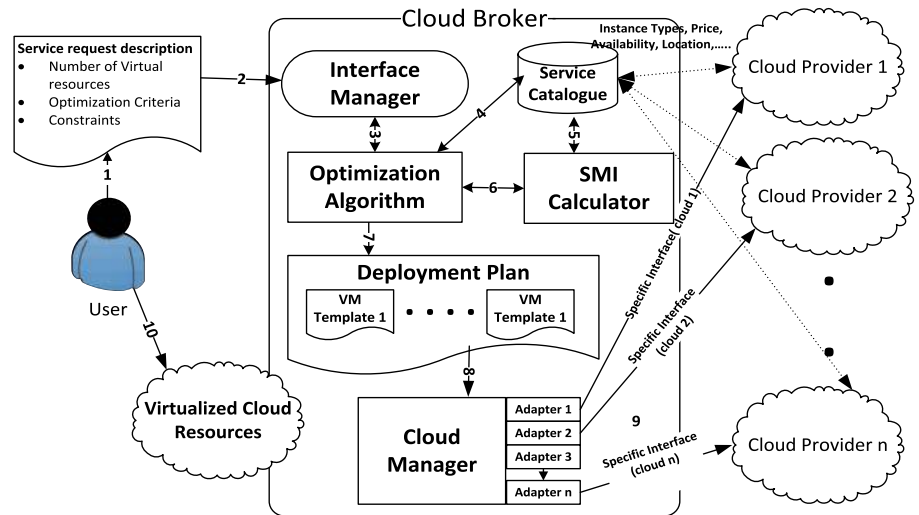 Cloud Broker
Service request description
• Number of Virtual
resources
• Optimization Criteria
• Constraints
1
User
2
10
Virtualized Cloud
Resources
Interface
Manager
3
4
Service
Catalogue
5
Optimization
Algorithm
6
SMI
Calculator
7
Deployment Plan
VM
Template 1
VM
Template 1
8
Cloud
Manager
Adapter 1
Adapter 2
Adapter 3
Adapter n
9
Specific Interface( cloud 1)
Specific Interface
(cloud 2)
Specific Interface
(cloud n)
Instance Types, Price,
Availability, Location,.....
Cloud Provider 1
Cloud Provider 2
Cloud Provider n